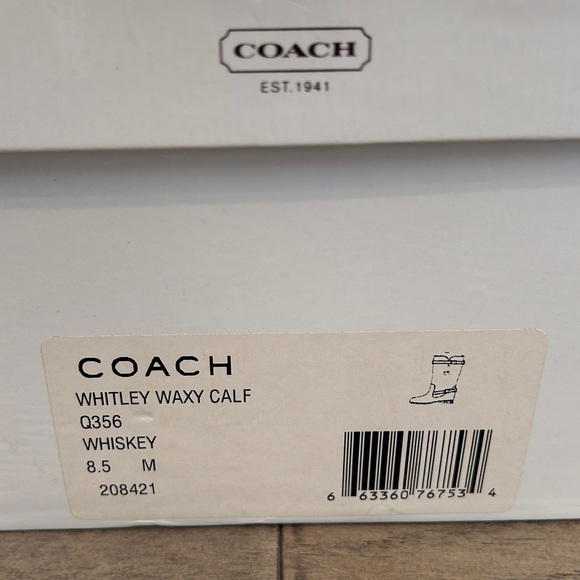 COACH
EST. 1941
COACH
WHITLEY WAXY CALF
Q356
WHISKEY
8.5 M
208421
6 63360 76753 4